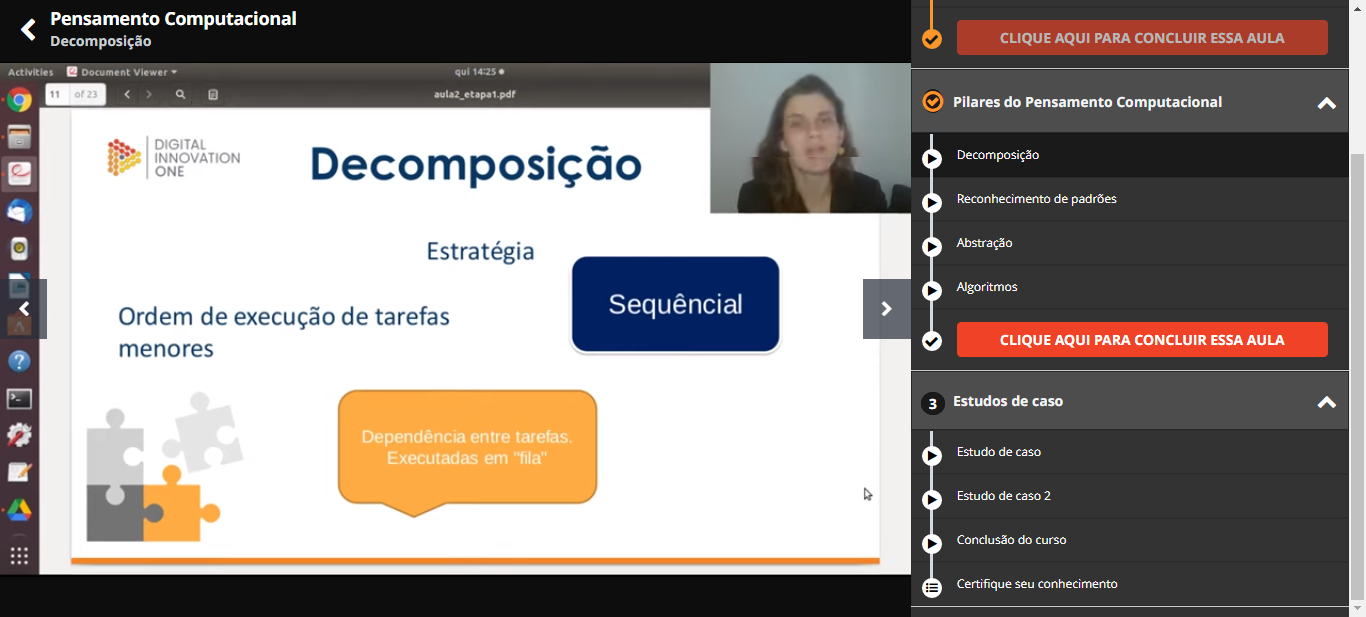 Pensamento Computacional
Decomposição
Activities Document Viewer qui 14:25
11 of 23 aula2_etapa1.pdf
DIGITAL
INNOVATION
ONE
Decomposição
Estratégia
Sequêncial
Ordem de execução de tarefas
menores
Dependência entre tarefas.
Executadas em "fila"
CLIQUE AQUI PARA CONCLUIR ESSA AULA
Pilares do Pensamento Computacional
Decomposição
Reconhecimento de padrões
Abstração
Algoritmos
CLIQUE AQUI PARA CONCLUIR ESSA AULA
3 Estudos de caso
Estudo de caso
Estudo de caso 2
Conclusão do curso
Certifique seu conhecimento